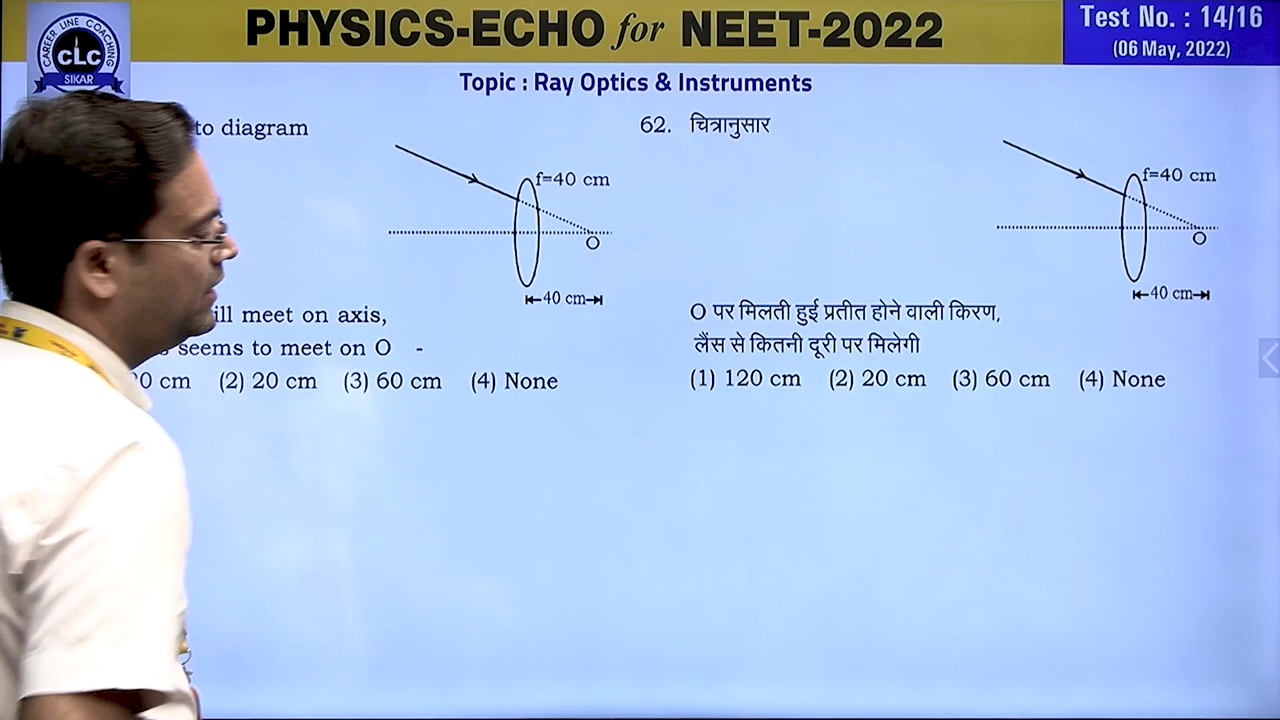 PHYSICS-ECHO for NEET-2022
Test No. : 14/16
(06 May, 2022)
CAREER LINE COACHING
CLC
SIKAR
Topic : Ray Optics & Instruments
to diagram
f=40 cm
O
40 cm
meet on axis,
seems to meet on O -
cm (2) 20 cm (3) 60 cm (4) None
62. चित्रानुसार
f=40 cm
O
40 cm
O पर मिलती हुई प्रतीत होने वाली किरण,
लैंस से कितनी दूरी पर मिलेगी
(1) 120 cm (2) 20 cm (3) 60 cm (4) None